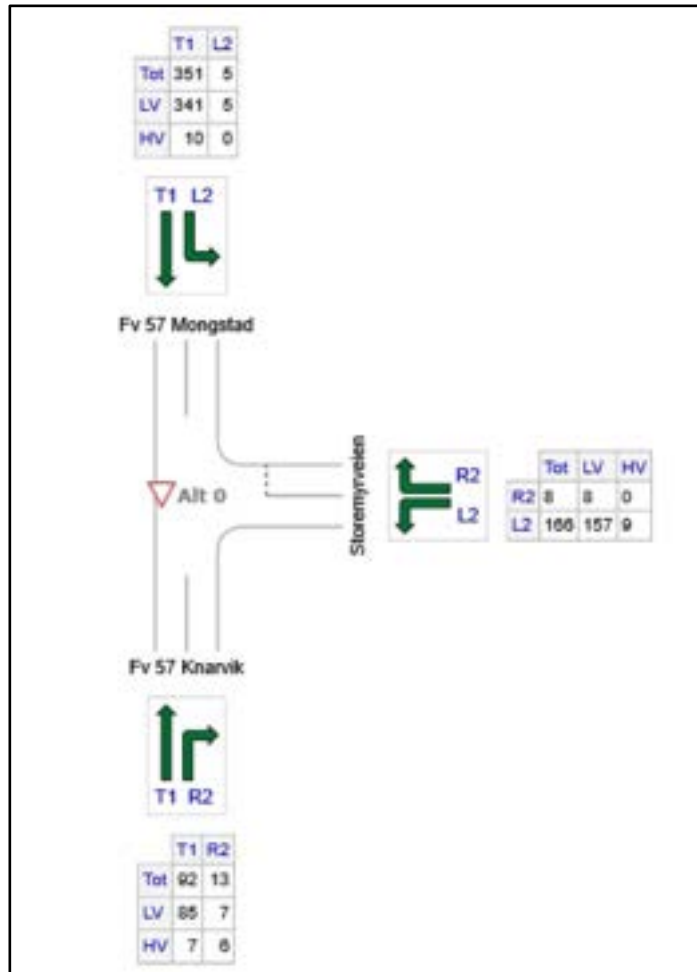 T1 L2
Tot 351 5
LV 341 5
HV 10 0
T1 L2
Fv 57 Mongstad
Storemyrveien
R2
L2
Tot LV HV
R2 8 8 0
L2 166 157 9
Alt 0
Fv 57 Knarvik
T1 R2
T1 R2
Tot 92 13
LV 85 7
HV 7 6